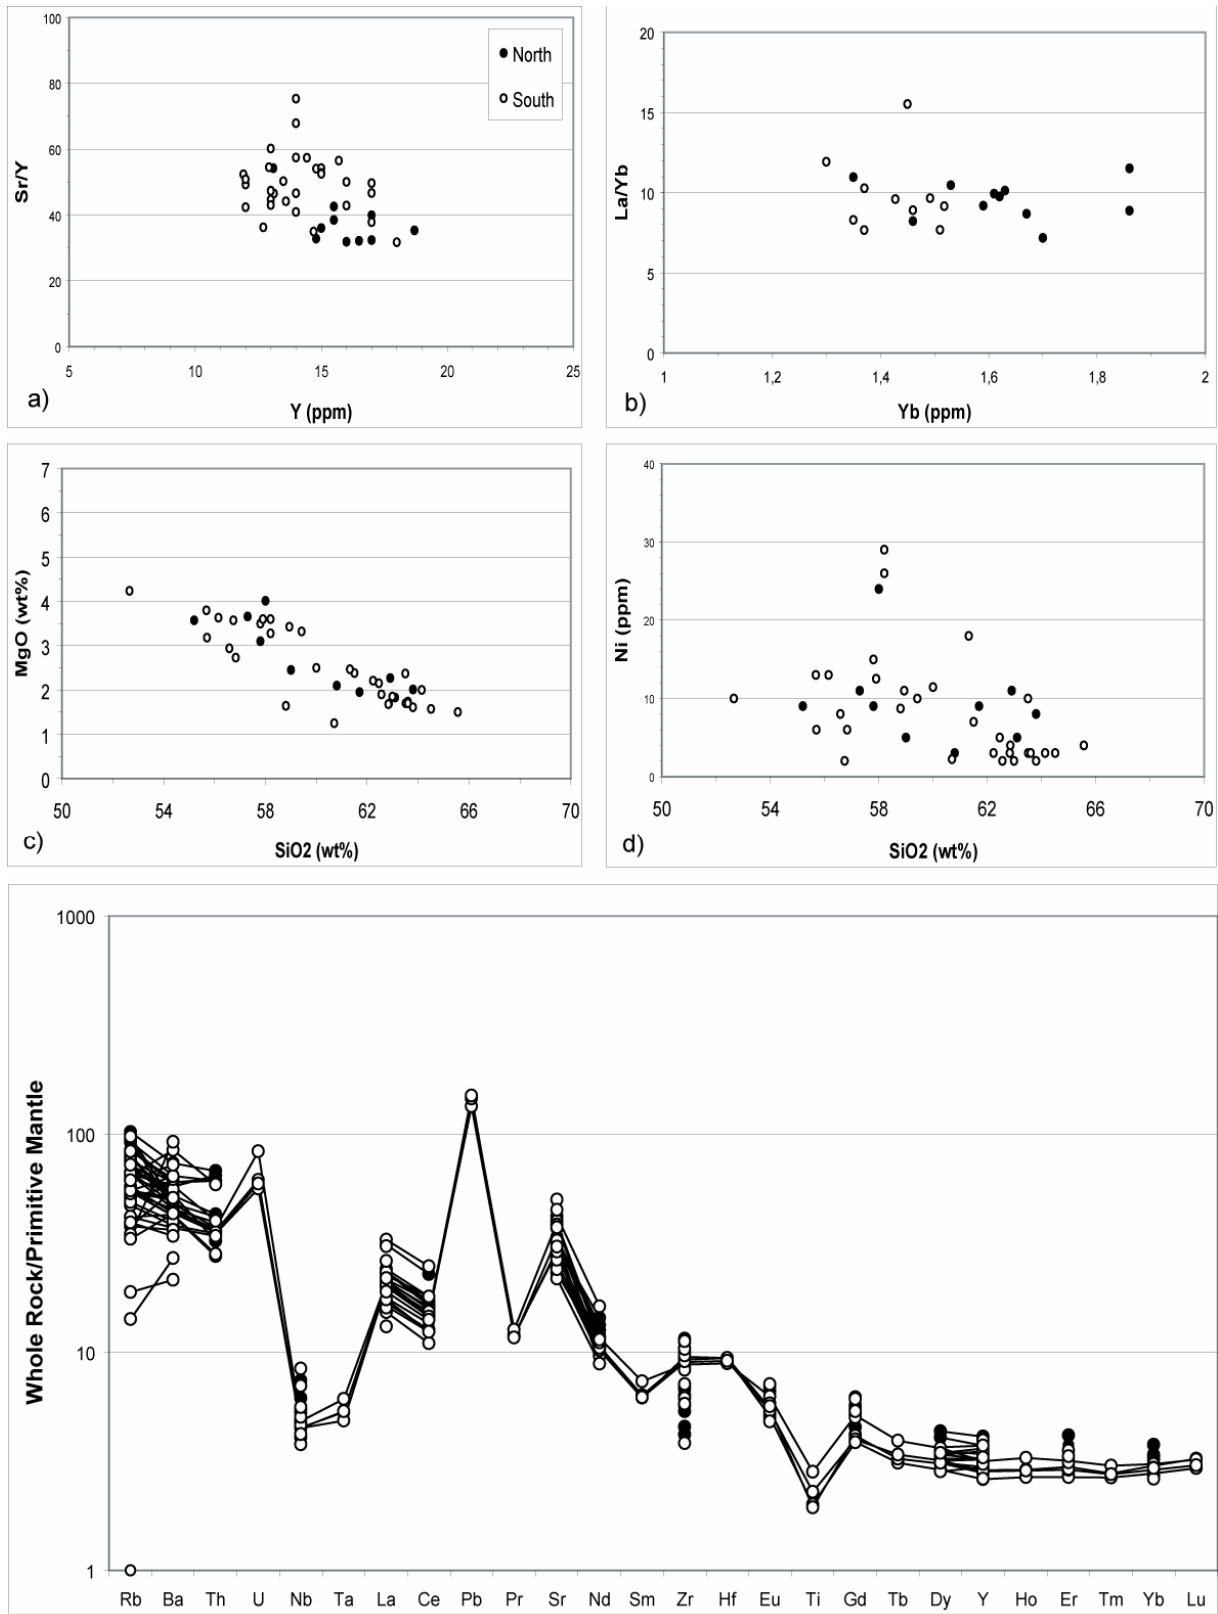 100
80
60
40
20
0
Sr/Y
North
South
5 10 15 20 25
Y (ppm)
a)
20
15
10
5
0
La/Yb
1 1,2 1,4 1,6 1,8 2
Yb (ppm)
b)
7
6
5
4
3
2
1
0
MgO (wt%)
50 54 58 62 66 70
SiO2 (wt%)
c)
40
30
20
10
0
Ni (ppm)
50 54 58 62 66 70
SiO2 (wt%)
d)
1000
100
10
1
Whole Rock/Primitive Mantle
Rb Ba Th U Nb Ta La Ce Pb Pr Sr Nd Sm Zr Hf Eu Ti Gd Tb Dy Y Ho Er Tm Yb Lu